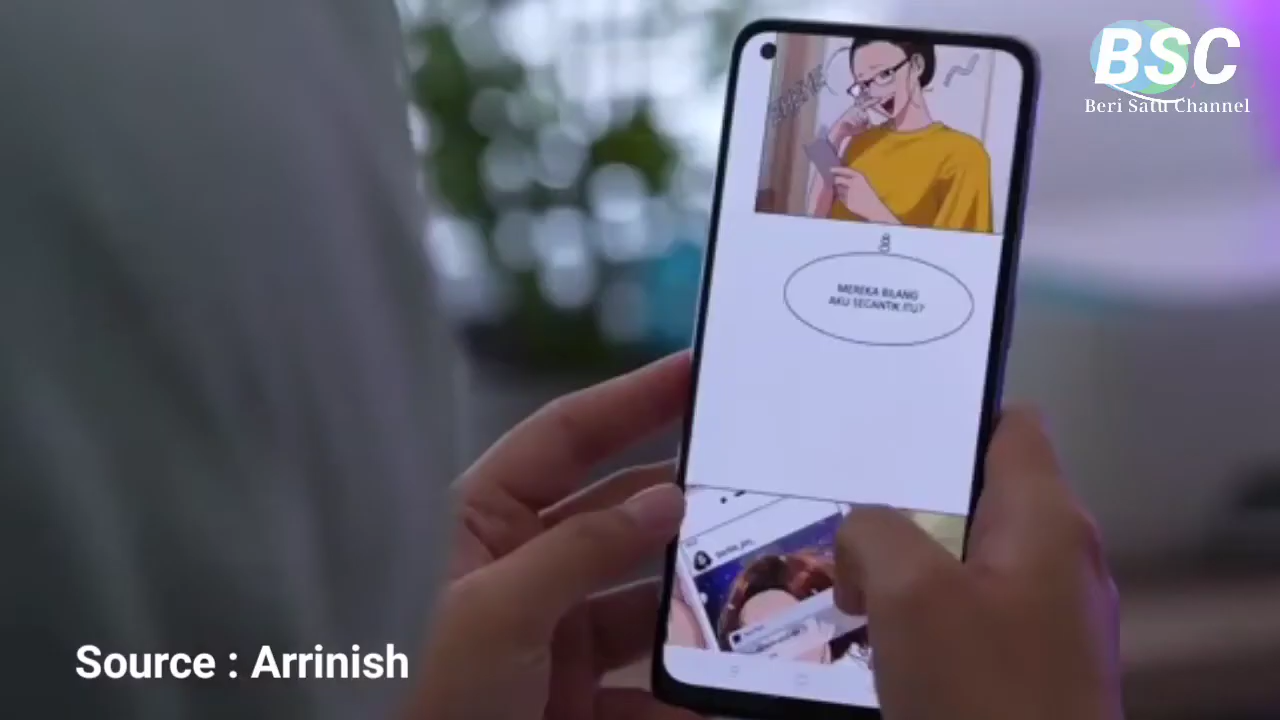 BSC
Beri Satu Channel
MEREKA BILANG
AKU SECANTIK ITU?
Source : Arrinish